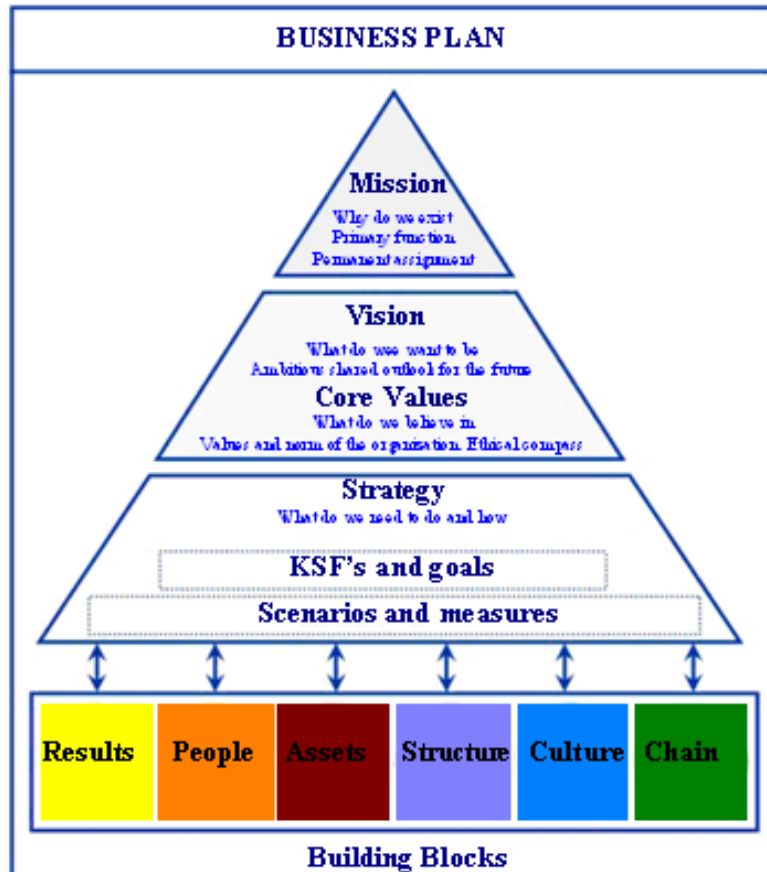 BUSINESS PLAN
Mission
Why do we exist
Primary function
Permanent assignment
Vision
What do wee want to be
Ambitious shared outlook for the future
Core Values
What do we believe in
Values and norm of the organisation. Ethical compass
Strategy
What do we need to do and how
KSF's and goals
Scenarios and measures
Results People Assets Structure Culture Chain
Building Blocks